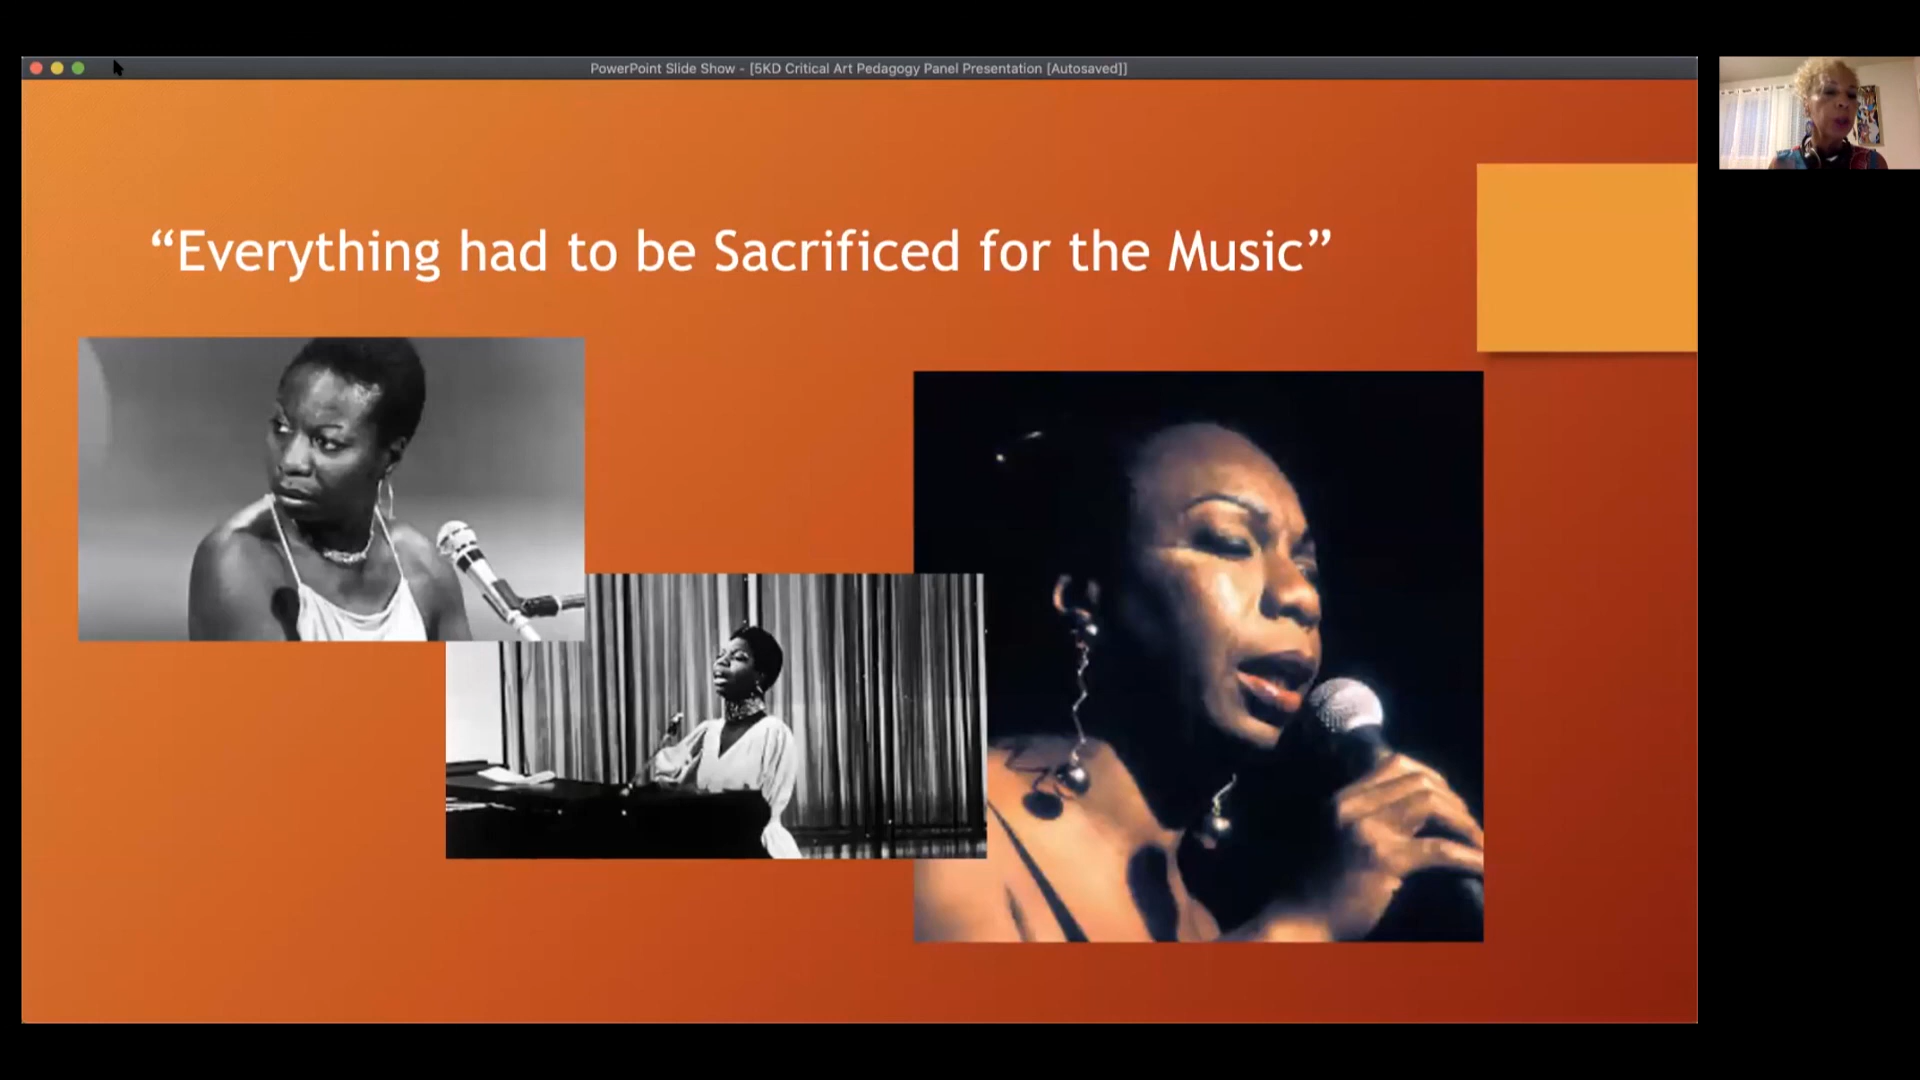 PowerPoint Slide Show - [5KD Critical Art Pedagogy Panel Presentation [Autosaved]]
“Everything had to be Sacrificed for the Music”